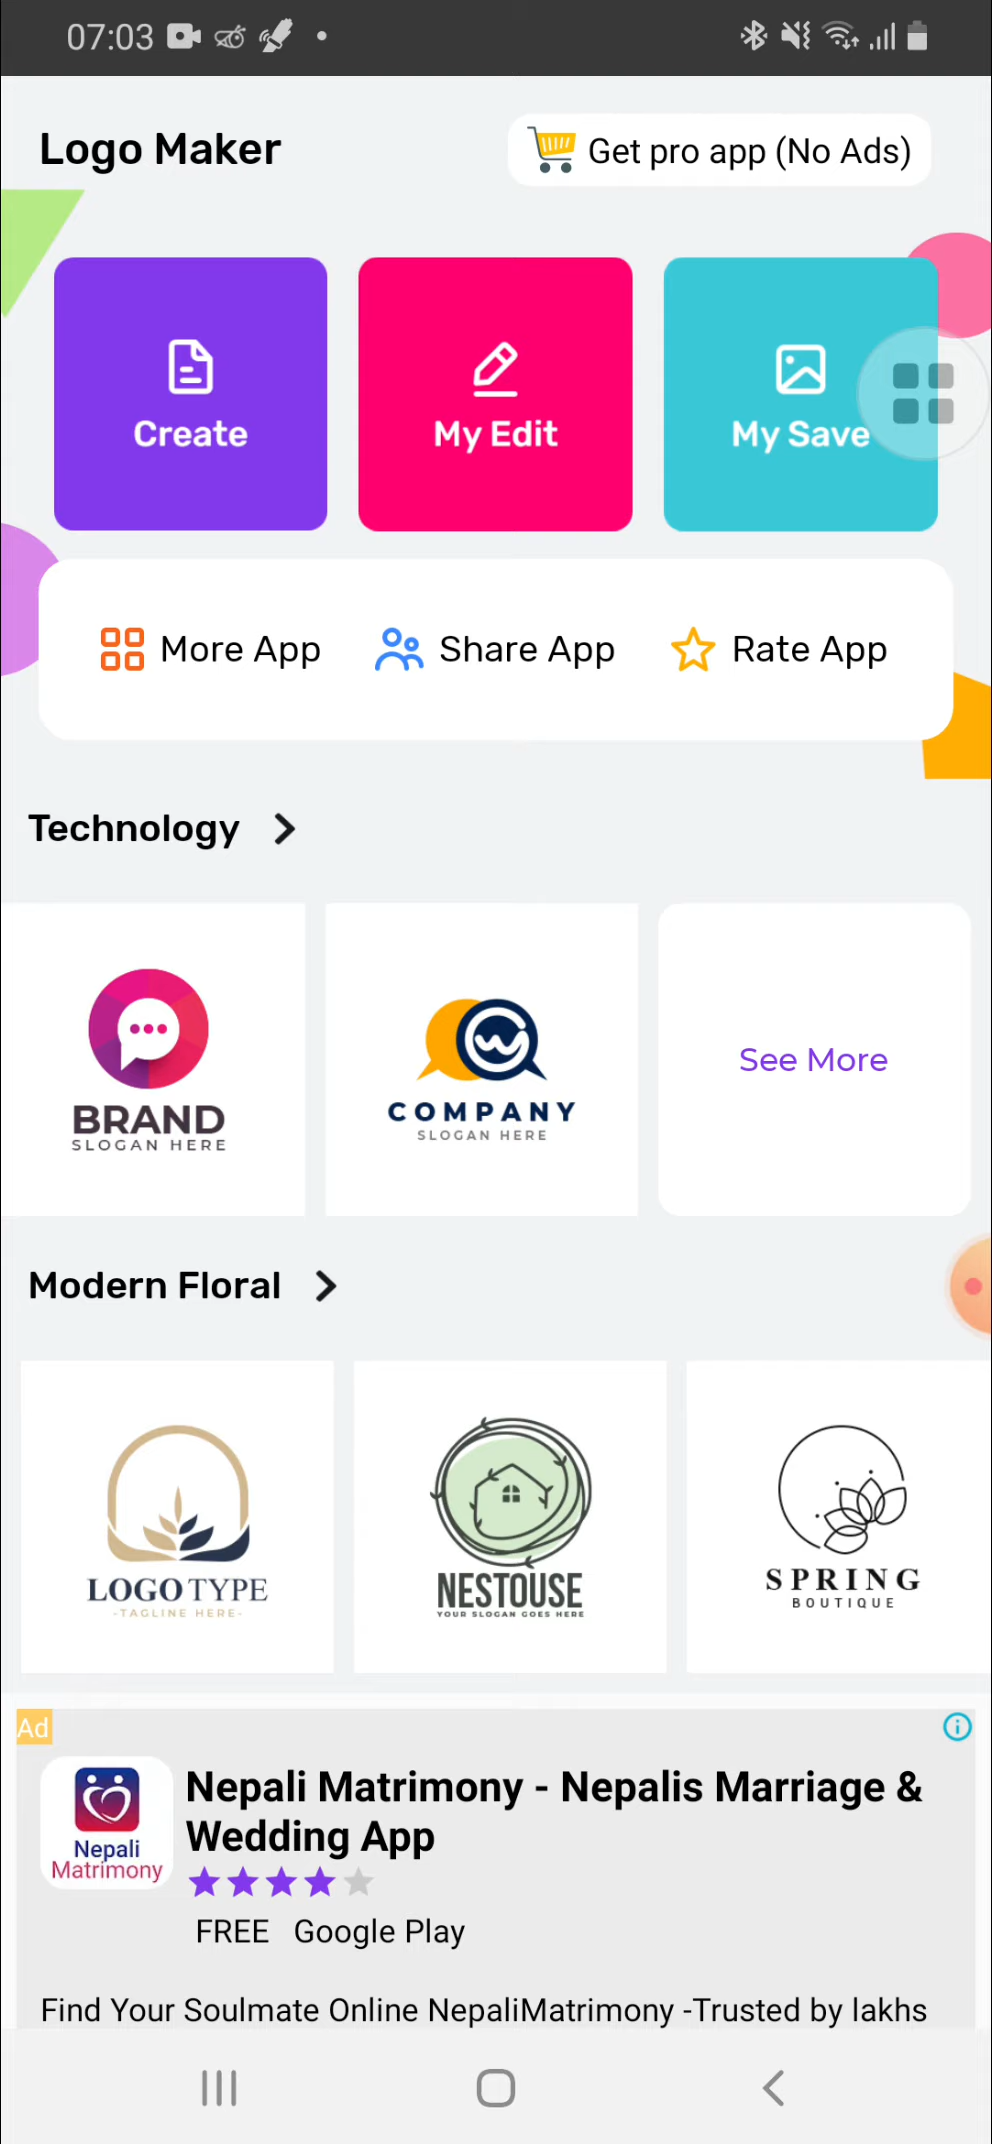 07:03
Logo Maker
Get pro app (No Ads)
Create
My Edit
My Save
More App
Share App
Rate App
Technology
BRAND
SLOGAN HERE
COMPANY
SLOGAN HERE
See More
Modern Floral
LOGOTYPE
-TAGLINE HERE-
NESTOUSE
YOUR SLOGAN GOES HERE
SPRING
BOUTIQUE
Ad
Nepali
Matrimony
Nepali Matrimony - Nepalis Marriage &
Wedding App
FREE Google Play
Find Your Soulmate Online NepaliMatrimony -Trusted by lakhs